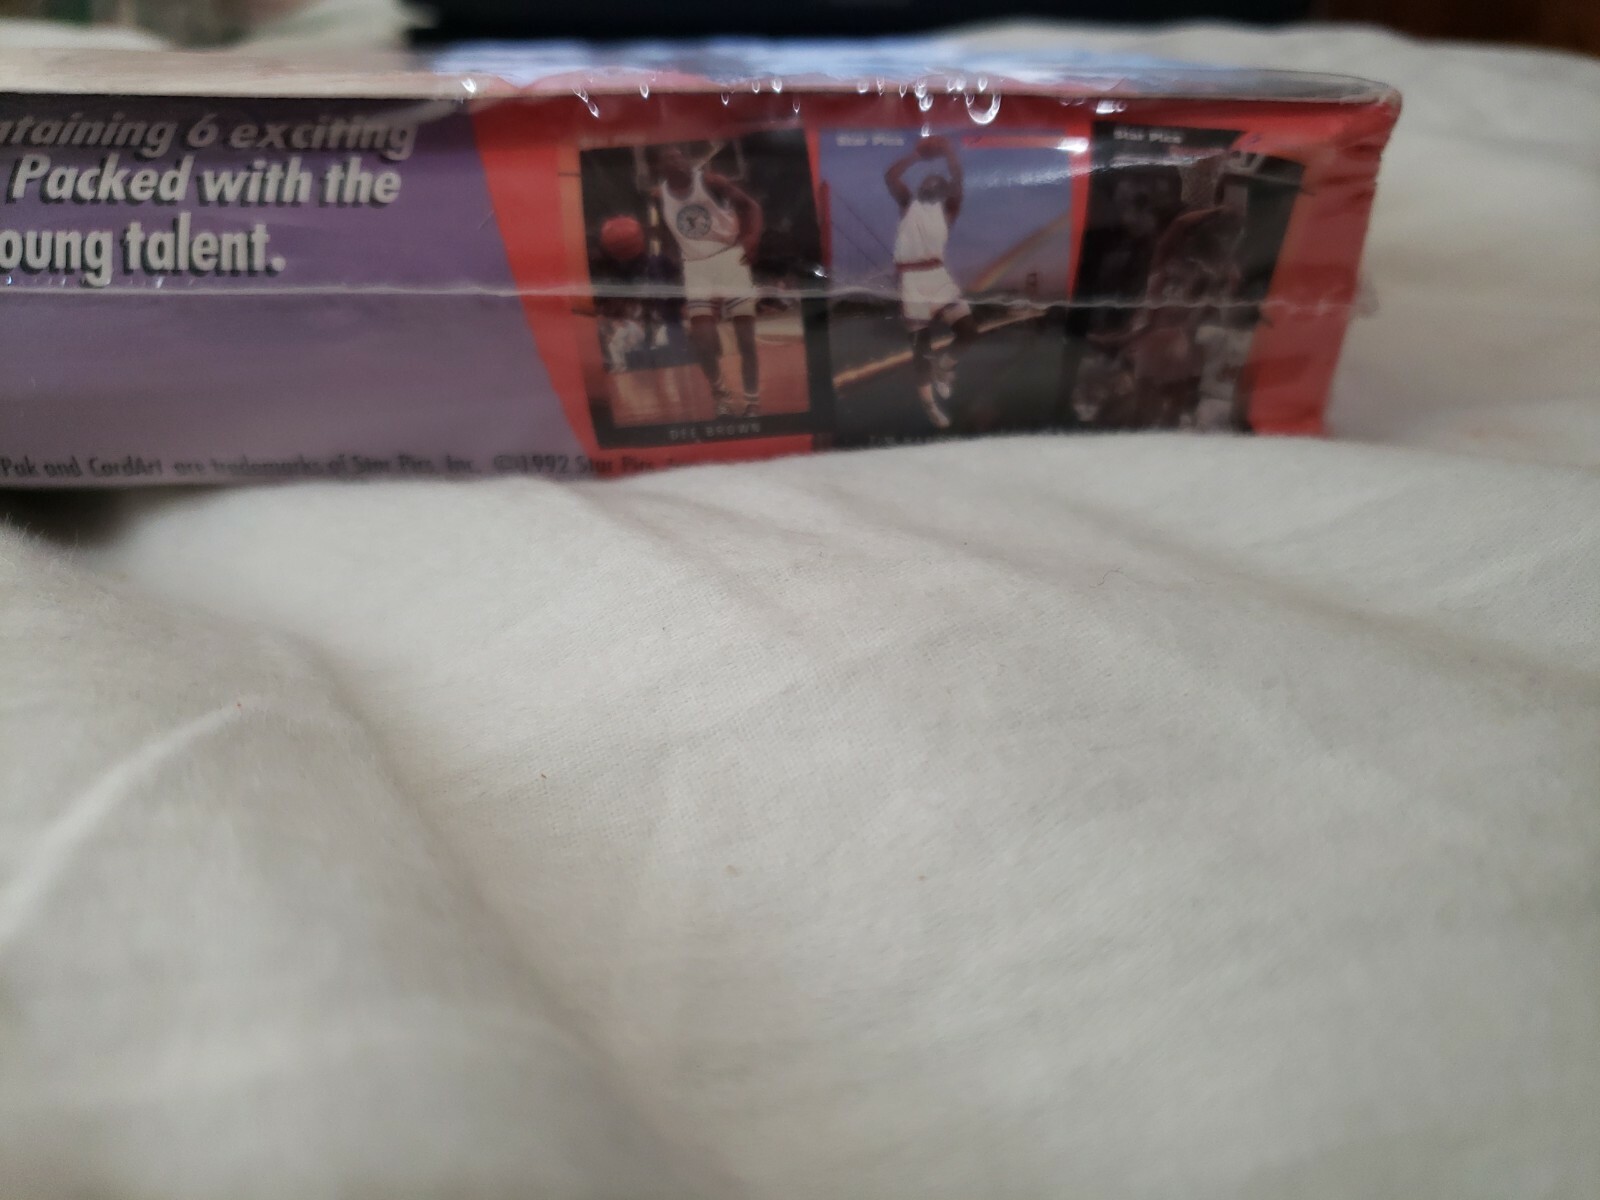 ntaining 6 exciting
Packed with the
oung talent.
Pak and CardArt are trademarks of Star Pics, Inc. ©1992 Star Pics
Star Pics
Star Pics
DEE BROWN